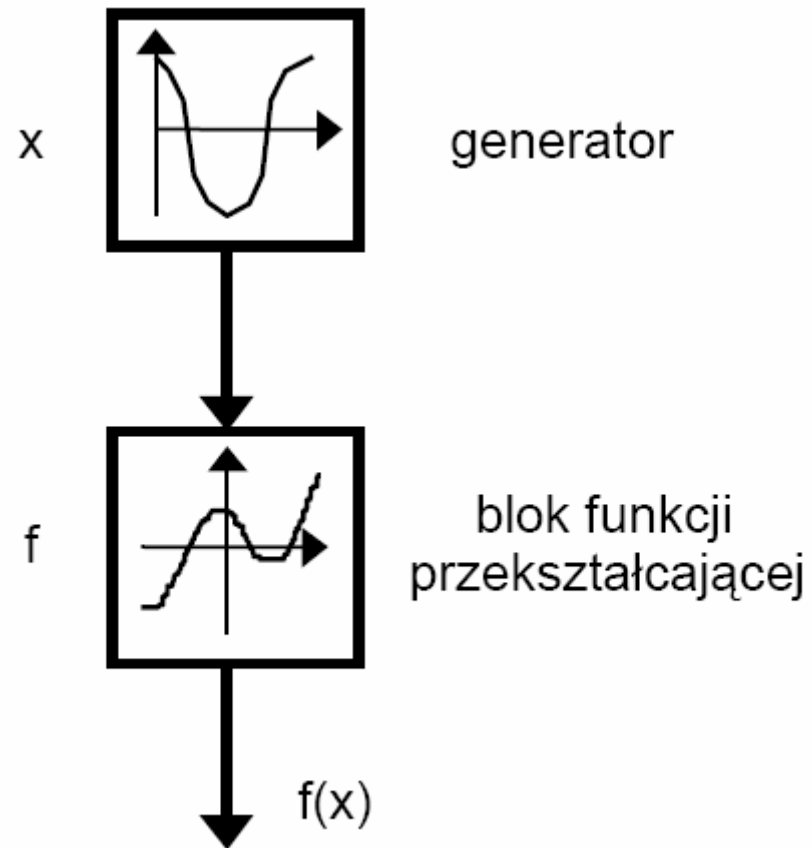 x
generator
f
blok funkcji
przekształcającej
f(x)